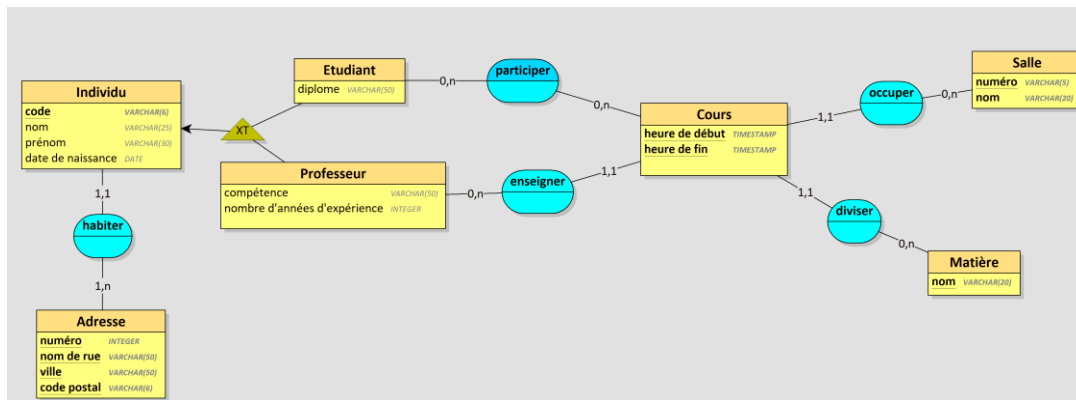 Individu
code VARCHAR(6)
nom VARCHAR(25)
prénom VARCHAR(30)
date de naissance DATE
1,1
habiter
1,n
Adresse
numéro INTEGER
nom de rue VARCHAR(50)
ville VARCHAR(50)
code postal VARCHAR(6)
XT
Etudiant
diplome VARCHAR(50)
0,n
participer
0,n
Professeur
compétence VARCHAR(50)
nombre d'années d'expérience INTEGER
0,n
enseigner
1,1
Cours
heure de début TIMESTAMP
heure de fin TIMESTAMP
1,1
occuper
0,n
Salle
numéro VARCHAR(5)
nom VARCHAR(20)
1,1
diviser
0,n
Matière
nom VARCHAR(20)